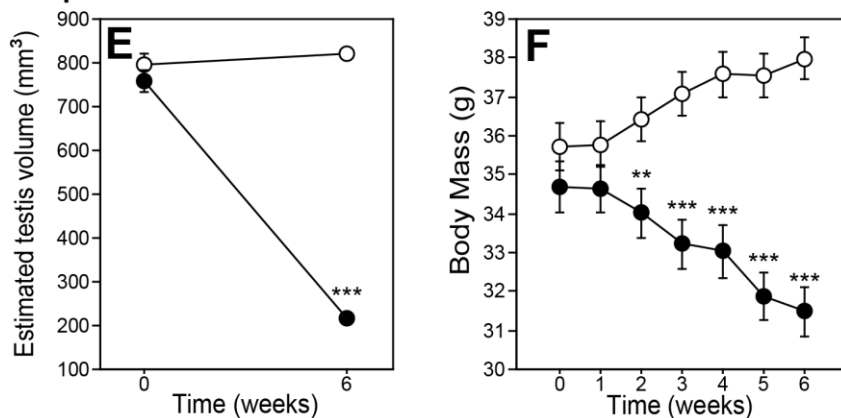 E
Estimated testis volume (mm³)
900
800
700
600
500
400
300
200
100
***
0 6
Time (weeks)
F
Body Mass (g)
39
38
37
36
35
34
33
32
31
30
** *** *** *** ***
0 1 2 3 4 5 6
Time (weeks)